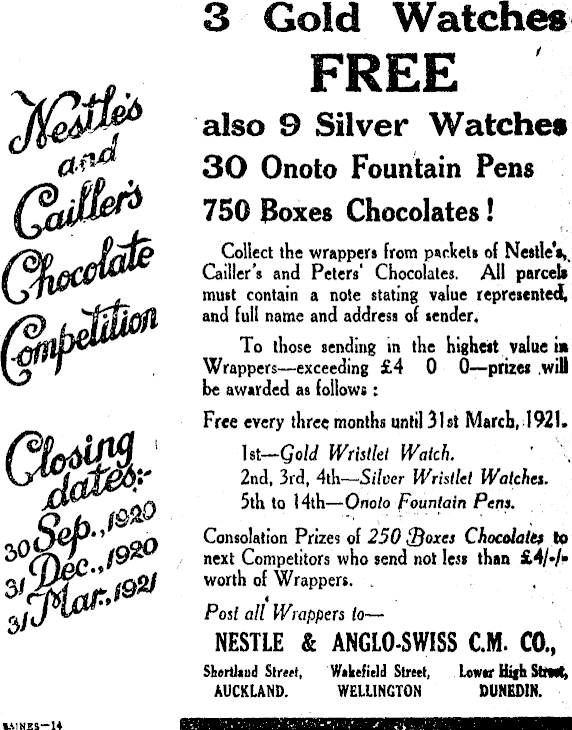 3 Gold Watches
FREE
also 9 Silver Watches
30 Onoto Fountain Pens
750 Boxes Chocolates !
Nestle's
and
Cailler's
Chocolate
Competition
Closing
dates:-
30 Sep., 1920
31 Dec., 1920
31 Mar., 1921
Collect the wrappers from packets of Nestle's,
Cailler's and Peters' Chocolates. All parcels
must contain a note stating value represented,
and full name and address of sender.
To those sending in the highest value in
Wrappers—exceeding £4 0 0—prizes will
be awarded as follows :
Free every three months until 31st March, 1921.
1st—Gold Wristlet Watch.
2nd, 3rd, 4th—Silver Wristlet Watches.
5th to 14th—Onoto Fountain Pens.
Consolation Prizes of 250 Boxes Chocolates to
next Competitors who send not less than £4/-/-
worth of Wrappers.
Post all Wrappers to—
NESTLE & ANGLO-SWISS C.M. CO.,
Shortland Street, Wakefield Street, Lower High Street,
AUCKLAND. WELLINGTON DUNEDIN.
HAINES—14